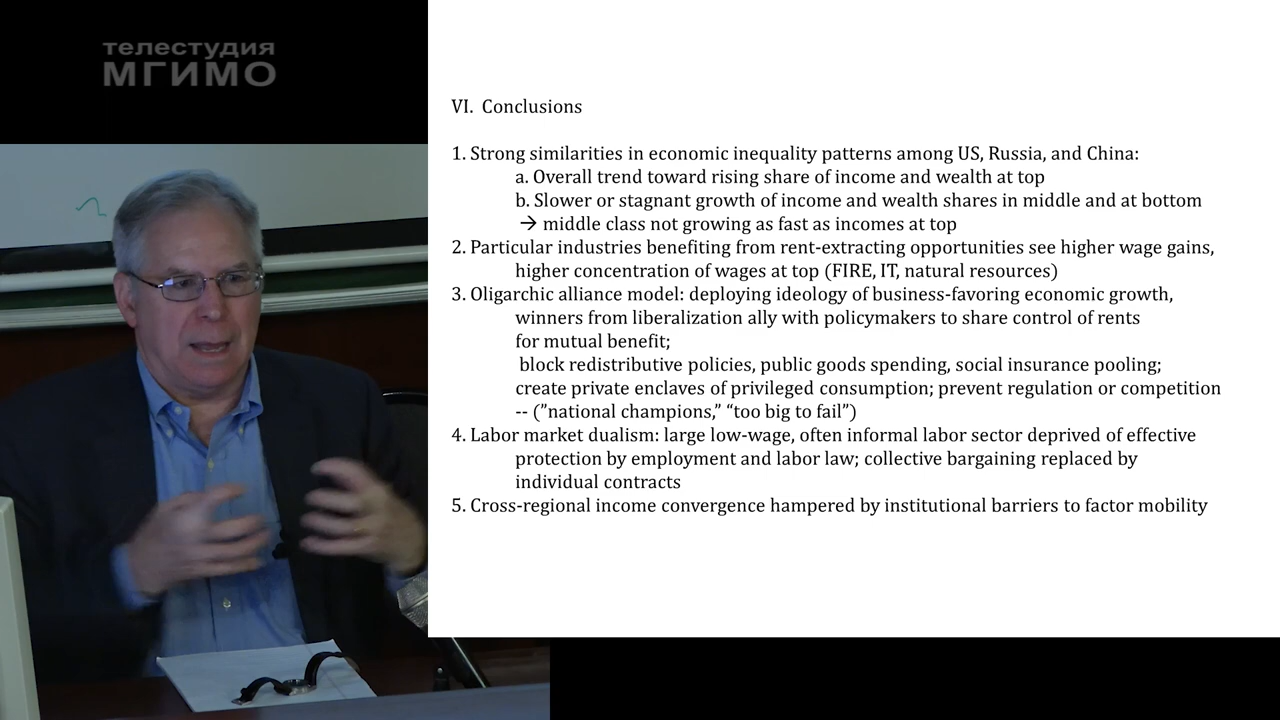 телестудия
МГИМО
VI. Conclusions
1. Strong similarities in economic inequality patterns among US, Russia, and China:
a. Overall trend toward rising share of income and wealth at top
b. Slower or stagnant growth of income and wealth shares in middle and at bottom
→ middle class not growing as fast as incomes at top
2. Particular industries benefiting from rent-extracting opportunities see higher wage gains,
higher concentration of wages at top (FIRE, IT, natural resources)
3. Oligarchic alliance model: deploying ideology of business-favoring economic growth,
winners from liberalization ally with policymakers to share control of rents
for mutual benefit;
block redistributive policies, public goods spending, social insurance pooling;
create private enclaves of privileged consumption; prevent regulation or competition
-- (”national champions,” “too big to fail”)
4. Labor market dualism: large low-wage, often informal labor sector deprived of effective
protection by employment and labor law; collective bargaining replaced by
individual contracts
5. Cross-regional income convergence hampered by institutional barriers to factor mobility